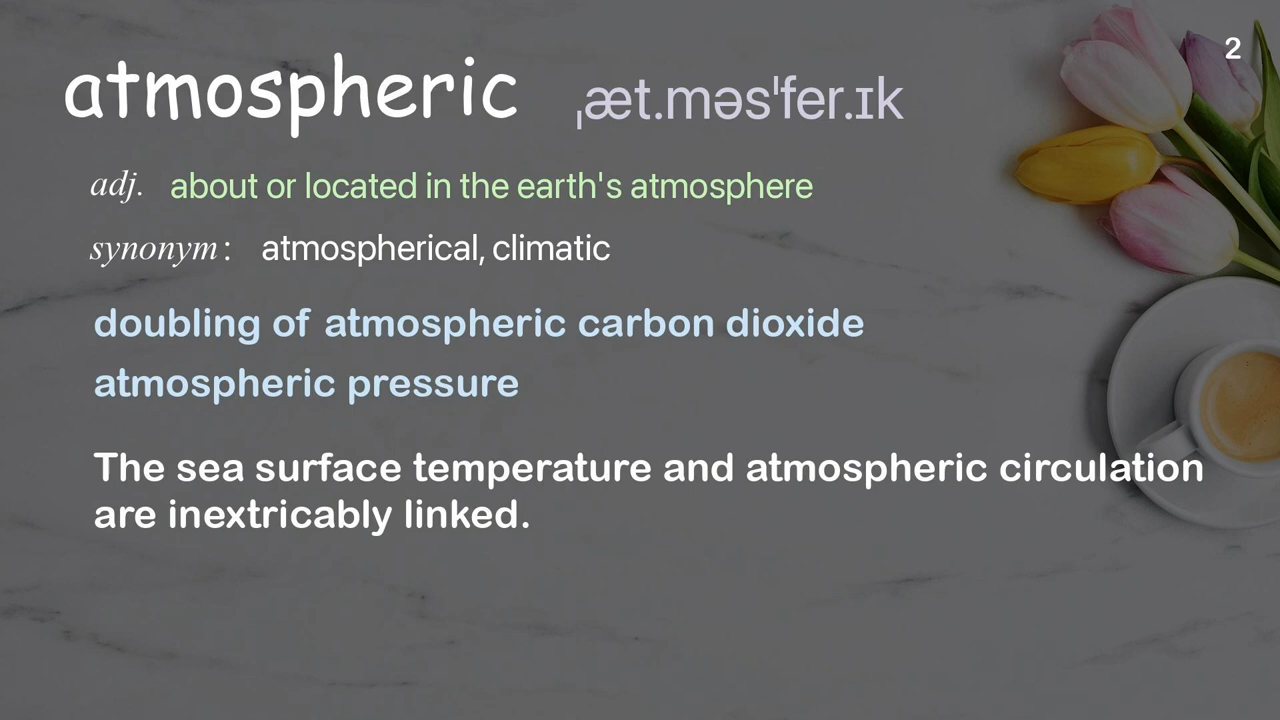 2
atmospheric ˌæt.məsˈfer.ɪk
adj. about or located in the earth's atmosphere
synonym: atmospherical, climatic
doubling of atmospheric carbon dioxide
atmospheric pressure
The sea surface temperature and atmospheric circulation
are inextricably linked.